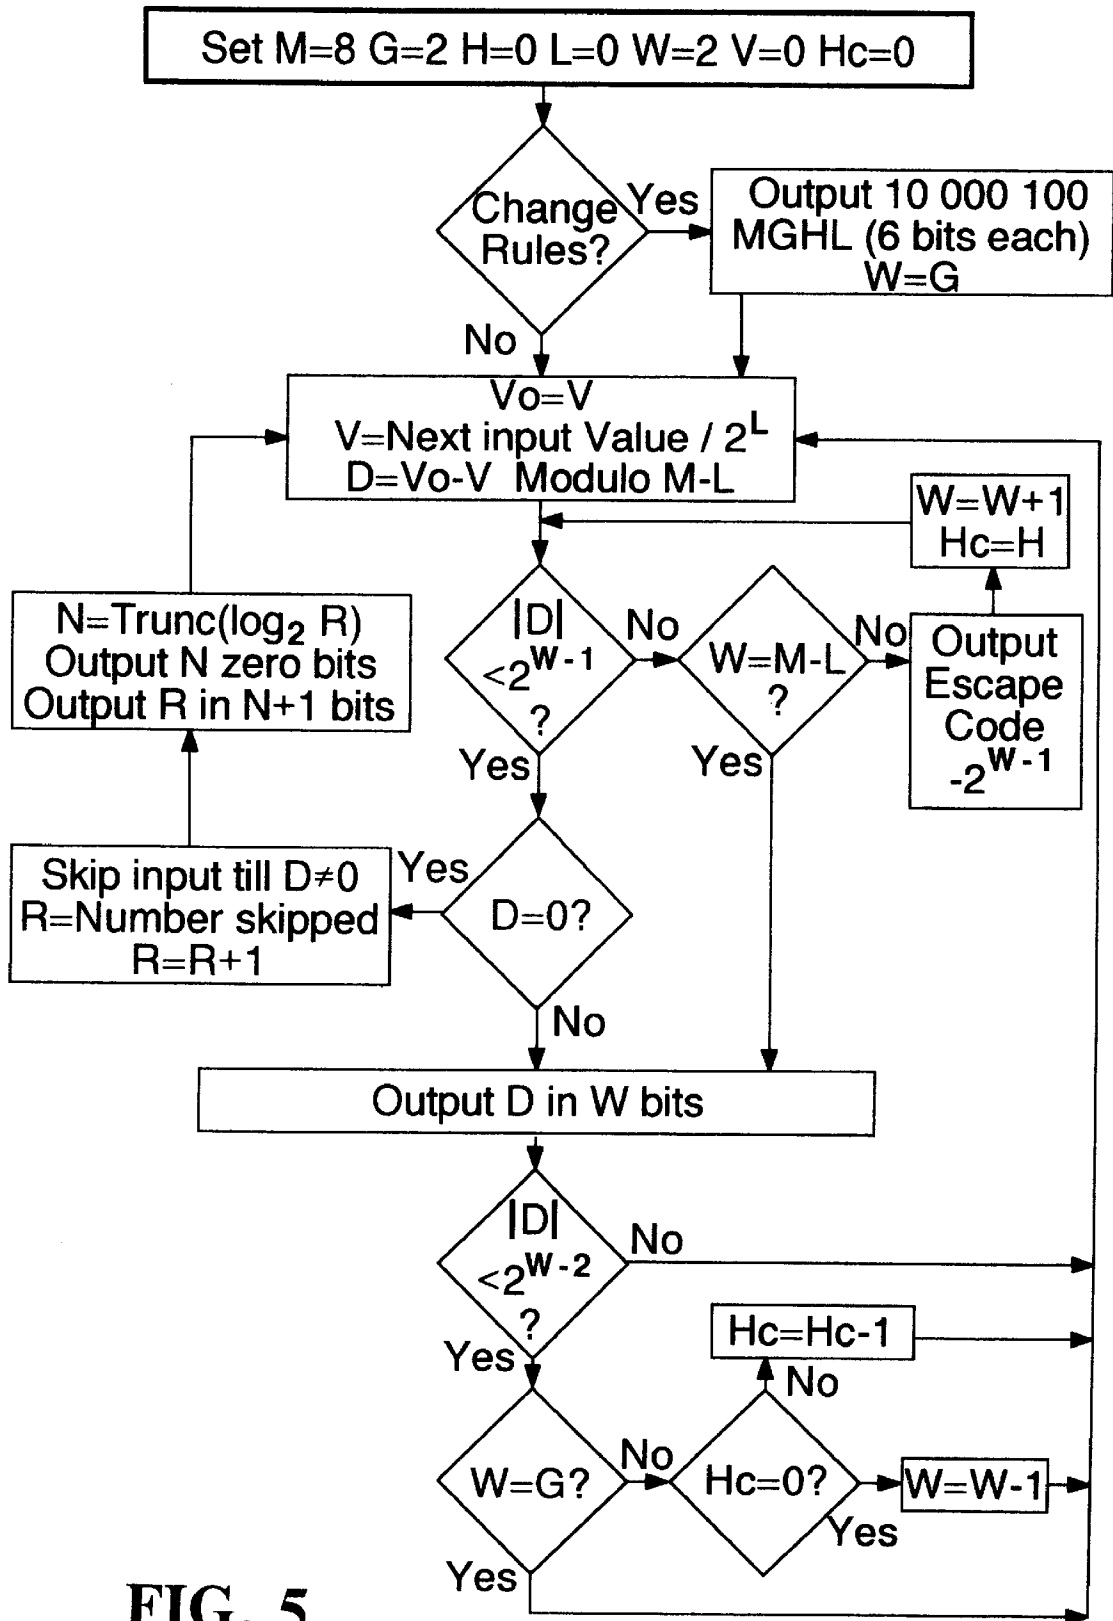 Set M=8 G=2 H=0 L=0 W=2 V=0 Hc=0
Change
Rules?
Yes
Output 10 000 100
MGHL (6 bits each)
W=G
No
Vo=V
V=Next input Value / 2^L
D=Vo-V Modulo M-L
W=W+1
Hc=H
N=Trunc(log₂ R)
Output N zero bits
Output R in N+1 bits
|D|
<2^W-1
?
No
W=M-L
?
No
Output
Escape
Code
-2^W-1
Yes
Yes
Skip input till D≠0
R=Number skipped
R=R+1
Yes
D=0?
No
Output D in W bits
|D|
<2^W-2
?
No
Yes
Hc=Hc-1
No
W=G?
No
Hc=0?
W=W-1
Yes
Yes
FIG. 5